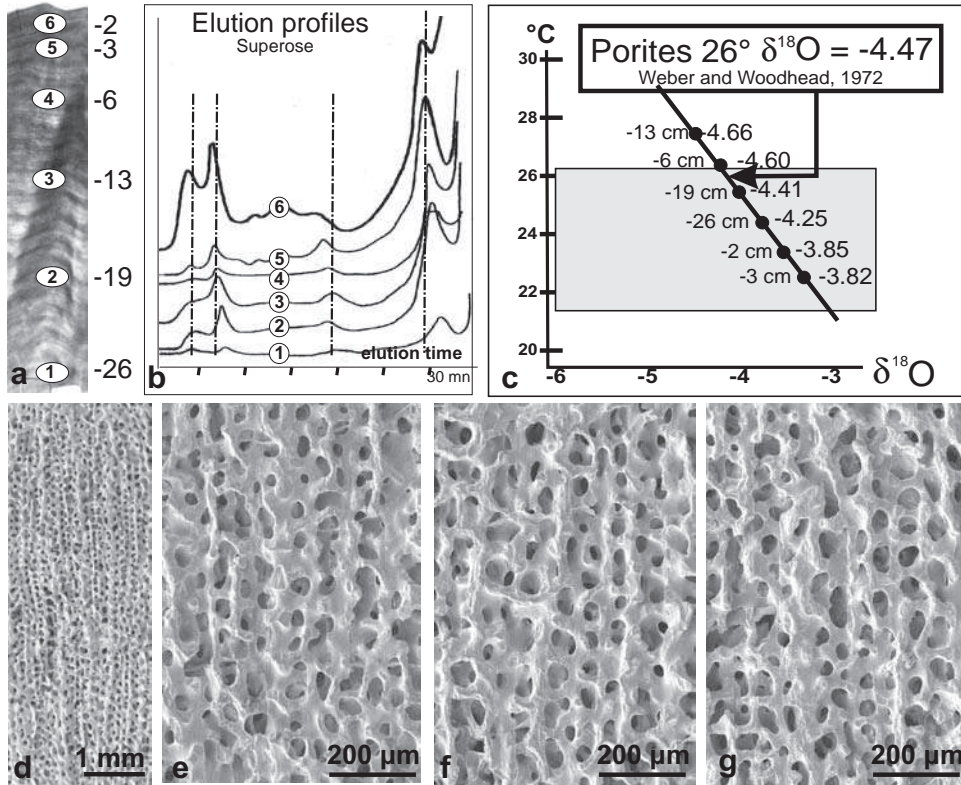 6 -2
5 -3
4 -6
3 -13
2 -19
1 -26
a
Elution profiles
Superose
6
5
4
3
2
1
elution time
30 mn
b
°C
30
28
26
24
22
20
Porites 26° δ18O = -4.47
Weber and Woodhead, 1972
-13 cm -4.66
-6 cm -4.60
-19 cm -4.41
-26 cm -4.25
-2 cm -3.85
-3 cm -3.82
-6 -5 -4 -3 δ18O
c
d 1 mm
e 200 µm
f 200 µm
g 200 µm